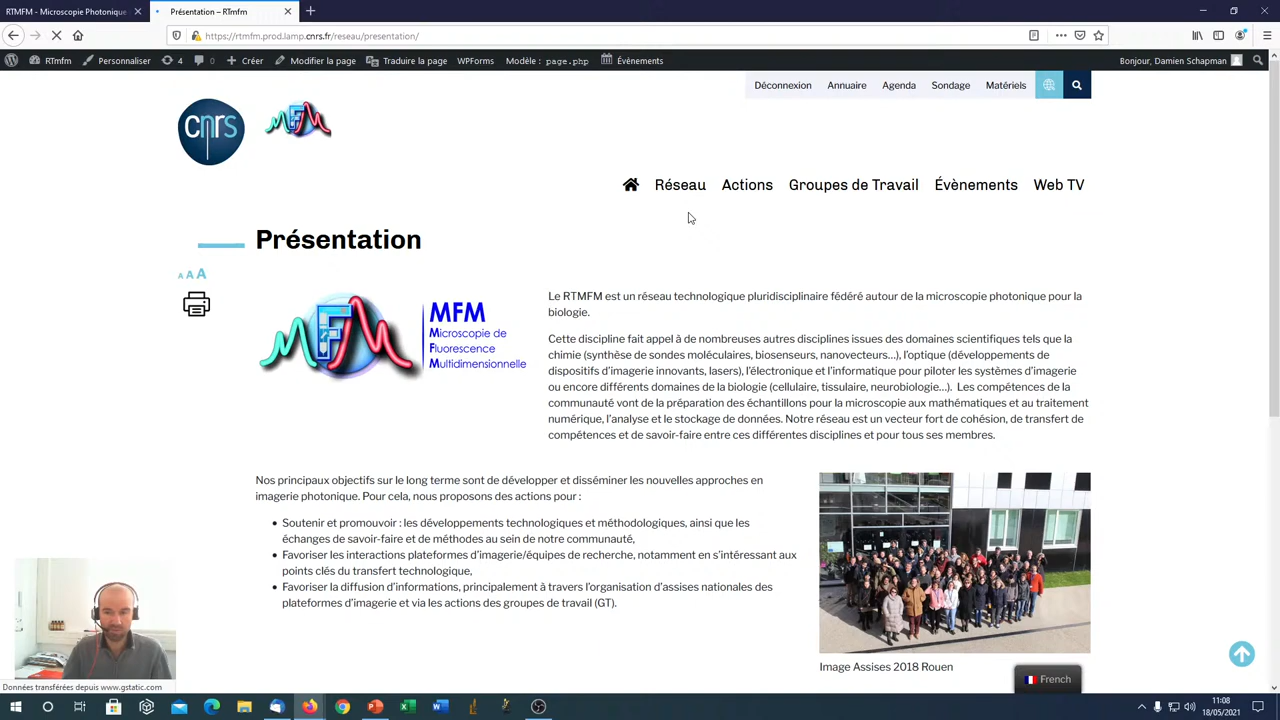 RTMFM - Microscopie Photonique
Présentation – RTmfm
https://rtmfm.prod.lamp.cnrs.fr/reseau/presentation/
RTmfm
Personnaliser
4
0
Créer
Modifier la page
Traduire la page
WPForms
Modèle : page.php
Évènements
Bonjour, Damien Schapman
Déconnexion
Annuaire
Agenda
Sondage
Matériels
cnrs
MFM
Réseau
Actions
Groupes de Travail
Évènements
Web TV
Présentation
A A A
MFM
Microscopie de
Fluorescence
Multidimensionnelle
Le RTMFM est un réseau technologique pluridisciplinaire fédéré autour de la microscopie photonique pour la
biologie.
Cette discipline fait appel à de nombreuses autres disciplines issues des domaines scientifiques tels que la
chimie (synthèse de sondes moléculaires, biosenseurs, nanovecteurs…), l’optique (développements de
dispositifs d’imagerie innovants, lasers), l’électronique et l’informatique pour piloter les systèmes d’imagerie
ou encore différents domaines de la biologie (cellulaire, tissulaire, neurobiologie…). Les compétences de la
communauté vont de la préparation des échantillons pour la microscopie aux mathématiques et au traitement
numérique, l’analyse et le stockage de données. Notre réseau est un vecteur fort de cohésion, de transfert de
compétences et de savoir-faire entre ces différentes disciplines et pour tous ses membres.
Nos principaux objectifs sur le long terme sont de développer et disséminer les nouvelles approches en
imagerie photonique. Pour cela, nous proposons des actions pour :
Soutenir et promouvoir : les développements technologiques et méthodologiques, ainsi que les
échanges de savoir-faire et de méthodes au sein de notre communauté,
Favoriser les interactions plateformes d’imagerie/équipes de recherche, notamment en s’intéressant aux
points clés du transfert technologique,
Favoriser la diffusion d’informations, principalement à travers l’organisation d’assises nationales des
plateformes d’imagerie et via les actions des groupes de travail (GT).
Image Assises 2018 Rouen
French
Données transférées depuis www.gstatic.com
11:08
18/05/2021